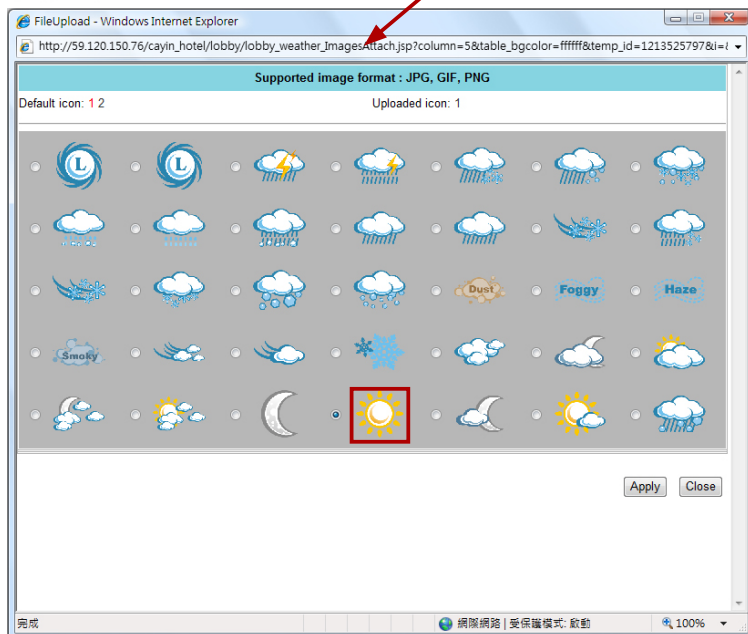 FileUpload - Windows Internet Explorer
http://59.120.150.76/cayin_hotel/lobby/lobby_weather_ImagesAttach.jsp?column=5&table_bgcolor=ffffff&temp_id=1213525797&i=
Supported image format : JPG, GIF, PNG
Default icon: 1 2 Uploaded icon: 1
L L
Dust Foggy Haze
Smoky
Apply Close
完成 網際網路 | 受保護模式: 啟動 100%